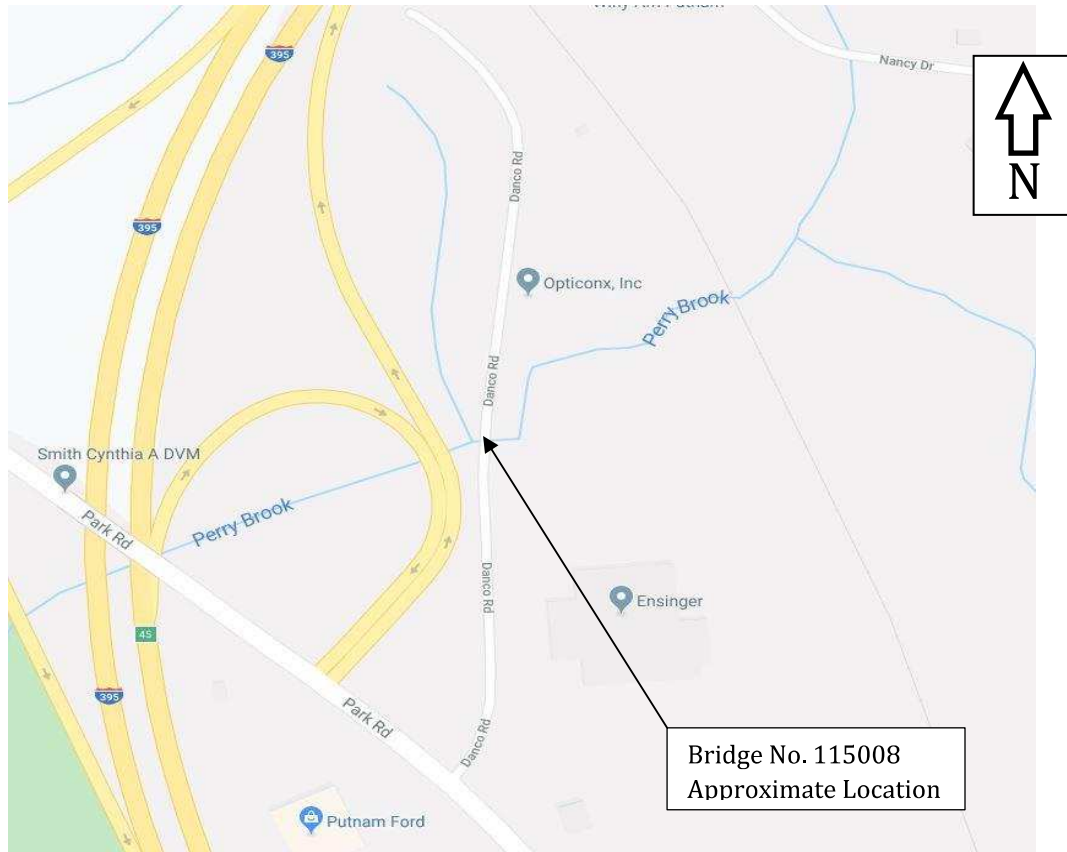 395
Nancy Dr
N
Danco Rd
395
Opticonx, Inc
Perry Brook
Danco Rd
Smith Cynthia A DVM
Perry Brook
Park Rd
Danco Rd
Ensinger
45
395
Park Rd
Danco Rd
Bridge No. 115008
Approximate Location
Putnam Ford